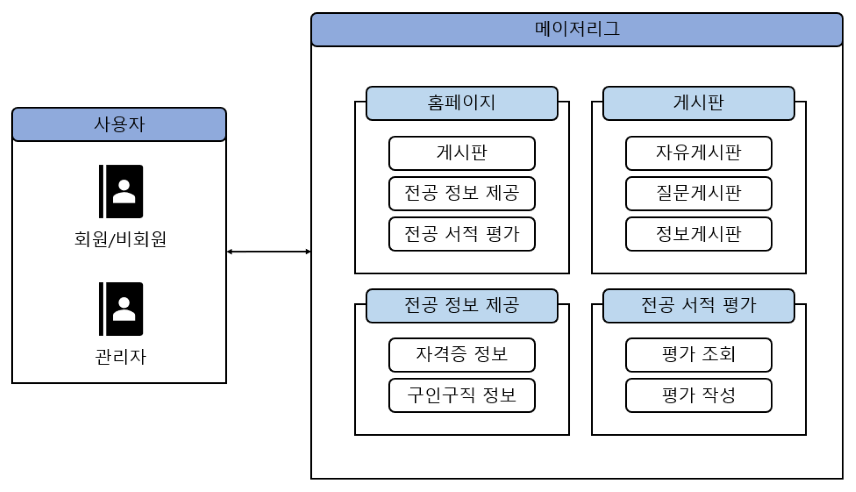 메이저리그
사용자
회원/비회원
관리자
홈페이지
게시판
전공 정보 제공
전공 서적 평가
게시판
자유게시판
질문게시판
정보게시판
전공 정보 제공
자격증 정보
구인구직 정보
전공 서적 평가
평가 조회
평가 작성